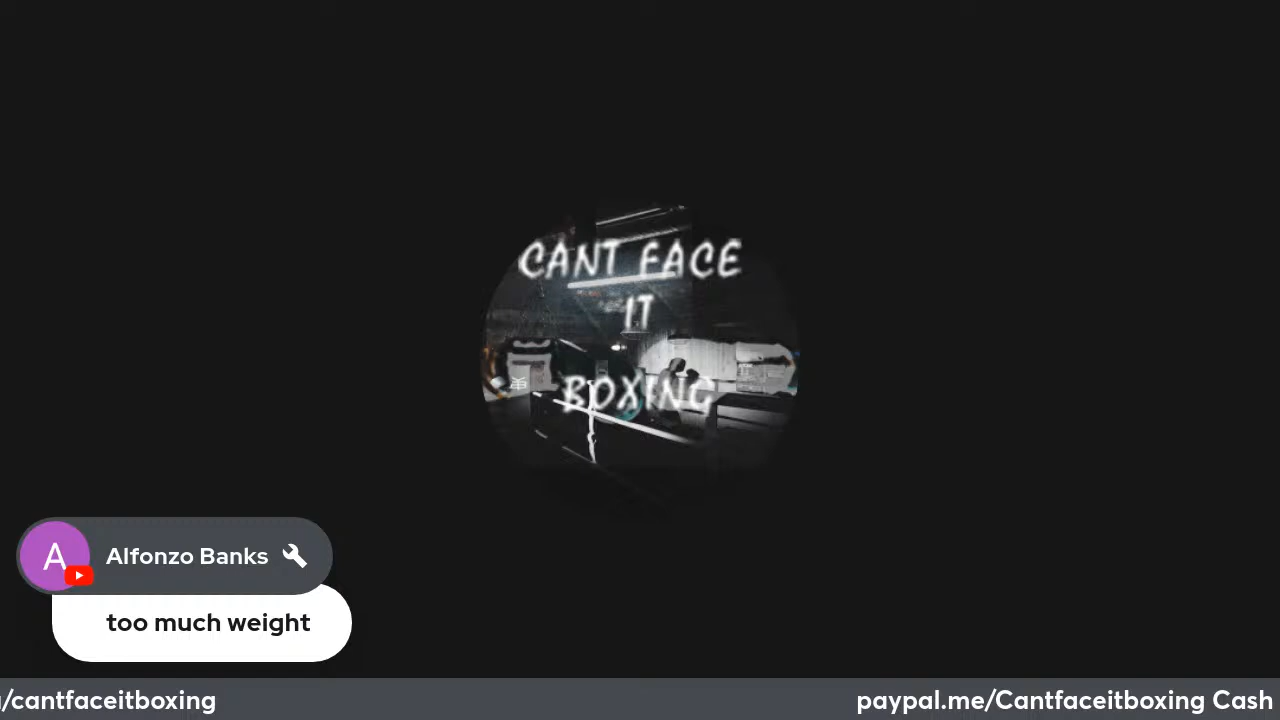 CANT FACE
IT
BOXING
A
Alfonzo Banks
too much weight
/cantfaceitboxing
paypal.me/Cantfaceitboxing Cash